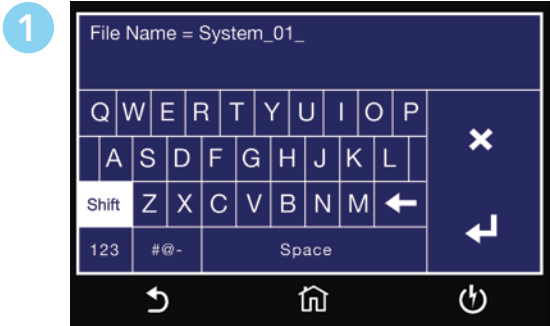 1
File Name = System_01_
Q W E R T Y U I O P
A S D F G H J K L
Shift Z X C V B N M
123 #@- Space